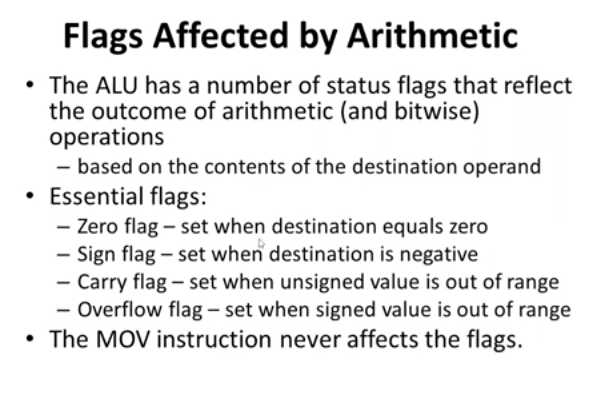 Flags Affected by Arithmetic
• The ALU has a number of status flags that reflect
the outcome of arithmetic (and bitwise)
operations
– based on the contents of the destination operand
• Essential flags:
– Zero flag – set when destination equals zero
– Sign flag – set when destination is negative
– Carry flag – set when unsigned value is out of range
– Overflow flag – set when signed value is out of range
• The MOV instruction never affects the flags.